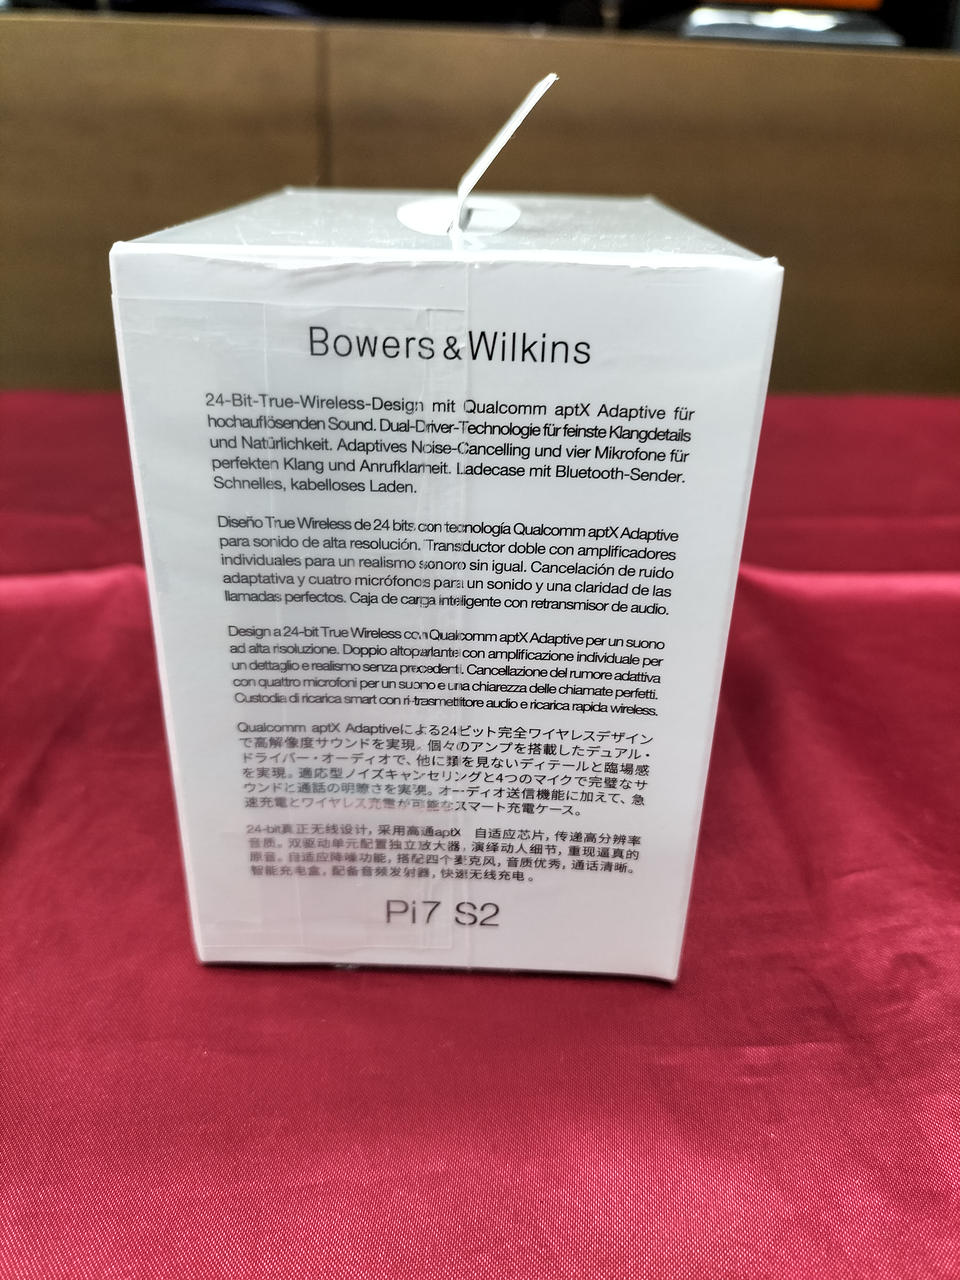 Bowers & Wilkins
24-Bit-True-Wireless-Design mit Qualcomm aptX Adaptive für
hochauflösenden Sound. Dual-Driver-Technologie für feinste Klangdetails
und Natürlichkeit. Adaptives Noise-Cancelling und vier Mikrofone für
perfekten Klang und Anrufklarheit. Ladecase mit Bluetooth-Sender.
Schnelles, kabelloses Laden.
Diseño True Wireless de 24 bits con tecnología Qualcomm aptX Adaptive
para sonido de alta resolución. Transductor doble con amplificadores
individuales para un realismo sonoro sin igual. Cancelación de ruido
adaptativa y cuatro micrófonos para un sonido y una claridad de las
llamadas perfectos. Caja de carga inteligente con retransmisor de audio.
Design a 24-bit True Wireless con Qualcomm aptX Adaptive per un suono
ad alta risoluzione. Doppio altoparlante con amplificazione individuale per
un dettaglio e realismo senza precedenti. Cancellazione del rumore adattiva
con quattro microfoni per un suono e una chiarezza delle chiamate perfetti.
Custodia di ricarica smart con ri-trasmettitore audio e ricarica rapida wireless.
Qualcomm aptX Adaptiveによる24ビット完全ワイヤレスデザイン
で高解像度サウンドを実現。個々のアンプを搭載したデュアル・
ドライバー・オーディオで、他に類を見ないディテールと臨場感
を実現。適応型ノイズキャンセリングと4つのマイクで完璧なサ
ウンドと通話の明瞭さを実現。オーディオ送信機能に加えて、急
速充電とワイヤレス充電が可能なスマート充電ケース。
24-bit真正无线设计，采用高通aptX 自适应芯片，传递高分辨率
音质。双驱动单元配置独立放大器，演绎动人细节，重现逼真的
原音。自适应降噪功能，搭配四个麦克风，音质优秀，通话清晰。
智能充电盒，配备音频发射器，快速无线充电。
Pi7 S2